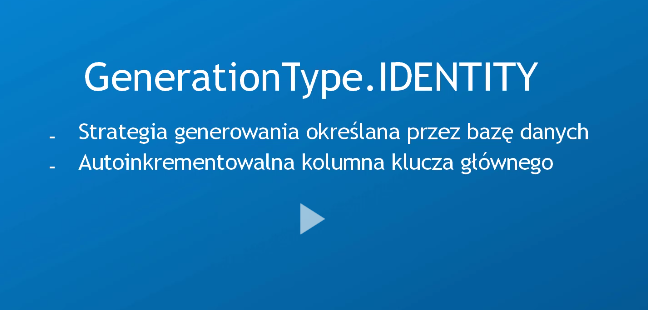 GenerationType.IDENTITY
- Strategia generowania określana przez bazę danych
- Autoinkrementowalna kolumna klucza głównego